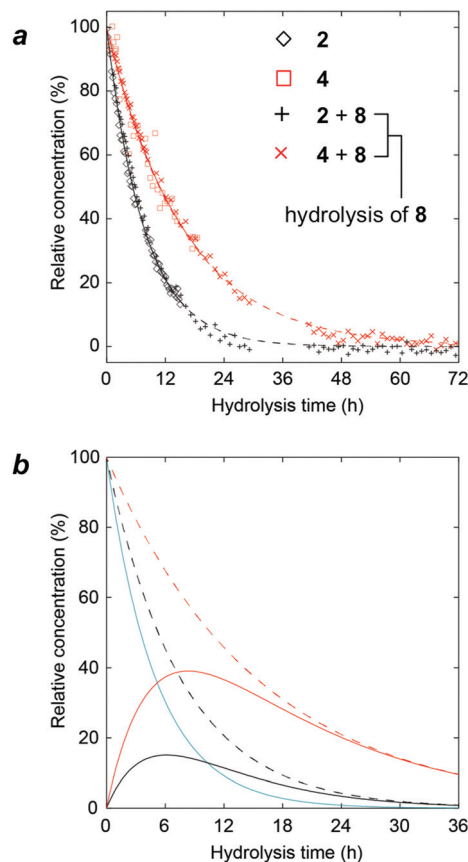 a
2
4
2 + 8
4 + 8
hydrolysis of 8
Relative concentration (%)
100
80
60
40
20
0
0 12 24 36 48 60 72
Hydrolysis time (h)
b
Relative concentration (%)
100
80
60
40
20
0
0 6 12 18 24 30 36
Hydrolysis time (h)